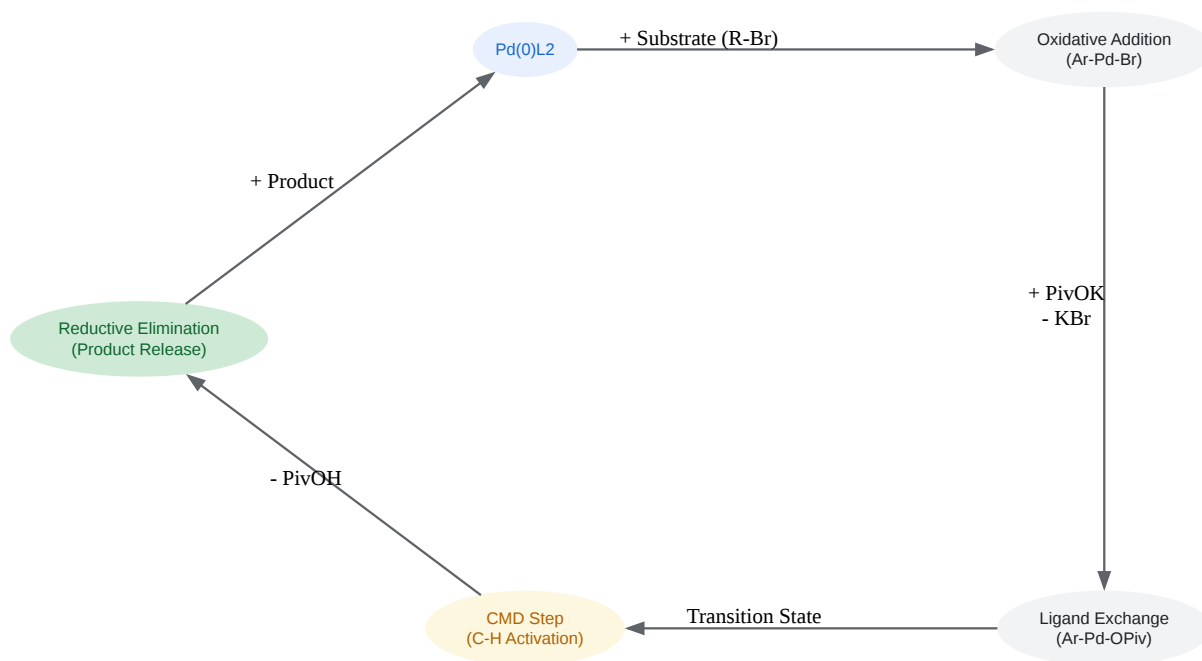 Pd(0)L2
+ Substrate (R-Br)
Oxidative Addition
(Ar-Pd-Br)
+ Product
+ PivOK
- KBr
Reductive Elimination
(Product Release)
- PivOH
CMD Step
(C-H Activation)
Transition State
Ligand Exchange
(Ar-Pd-OPiv)